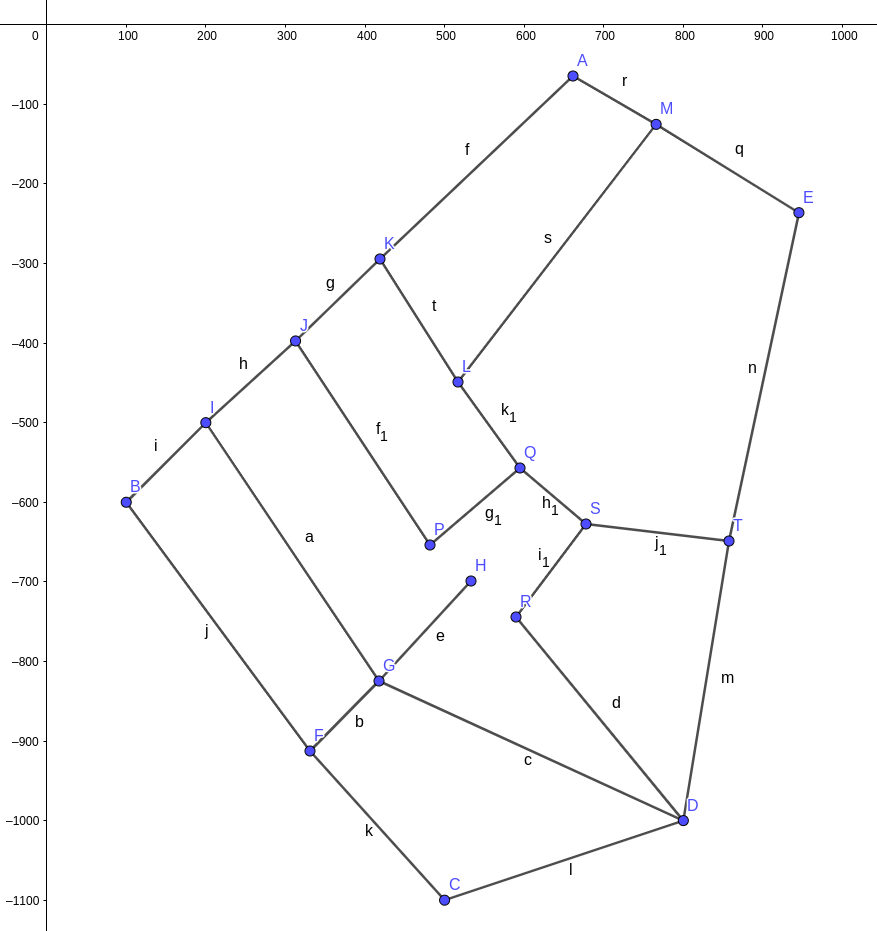 0 100 200 300 400 500 600 700 800 900 1000
A
r
M
–100
f
q
–200
E
s
K
–300
g
t
J
–400
h
n
L
I
k1
–500
f1
i
Q
B
–600
h1
S
g1
T
P
j1
i1
H
–700
a
R
e
j
G
m
–800
d
b
F
c
–900
D
–1000
k
l
C
–1100